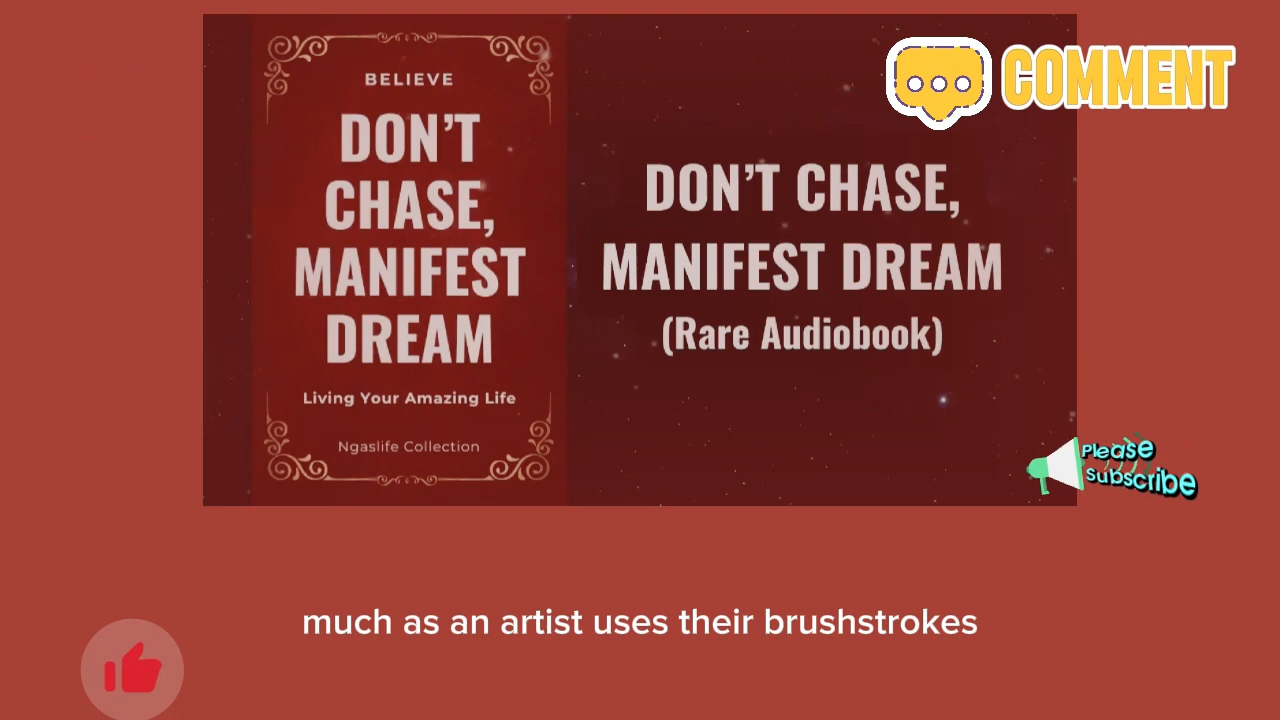 BELIEVE
DON’T
CHASE,
MANIFEST
DREAM
Living Your Amazing Life
Ngaslife Collection
DON’T CHASE,
MANIFEST DREAM
(Rare Audiobook)
COMMENT
Please
Subscribe
much as an artist uses their brushstrokes